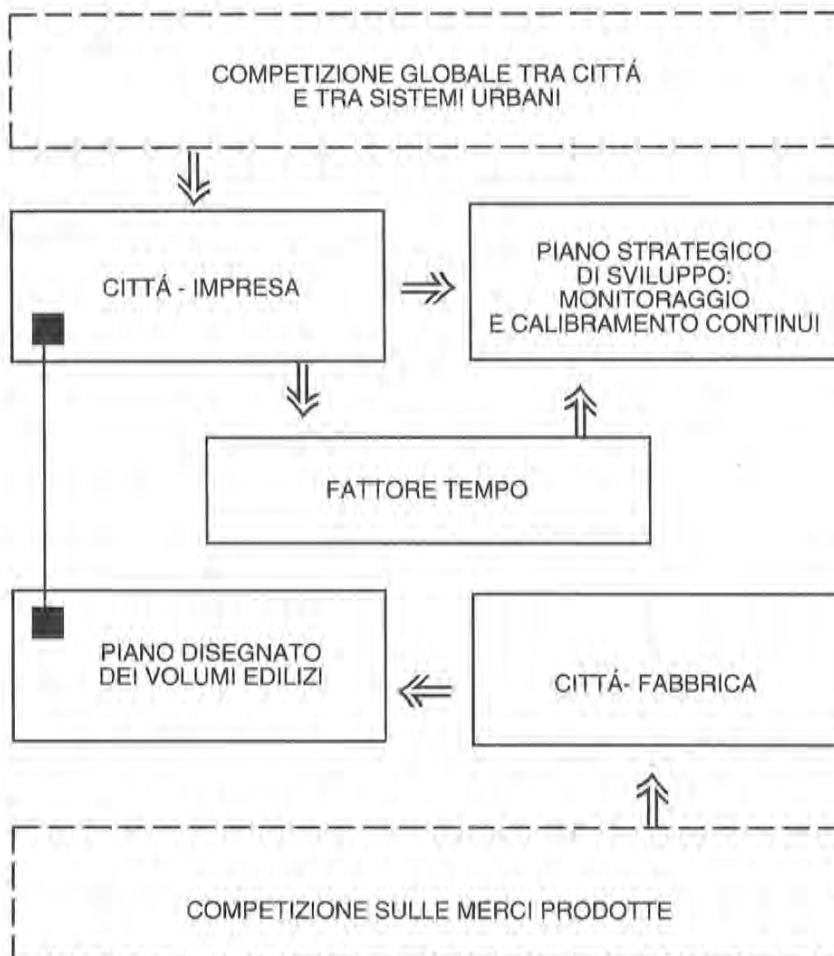 COMPETIZIONE GLOBALE TRA CITTÁ
E TRA SISTEMI URBANI
CITTÁ - IMPRESA
PIANO STRATEGICO
DI SVILUPPO:
MONITORAGGIO
E CALIBRAMENTO CONTINUI
FATTORE TEMPO
PIANO DISEGNATO
DEI VOLUMI EDILIZI
CITTÁ- FABBRICA
COMPETIZIONE SULLE MERCI PRODOTTE